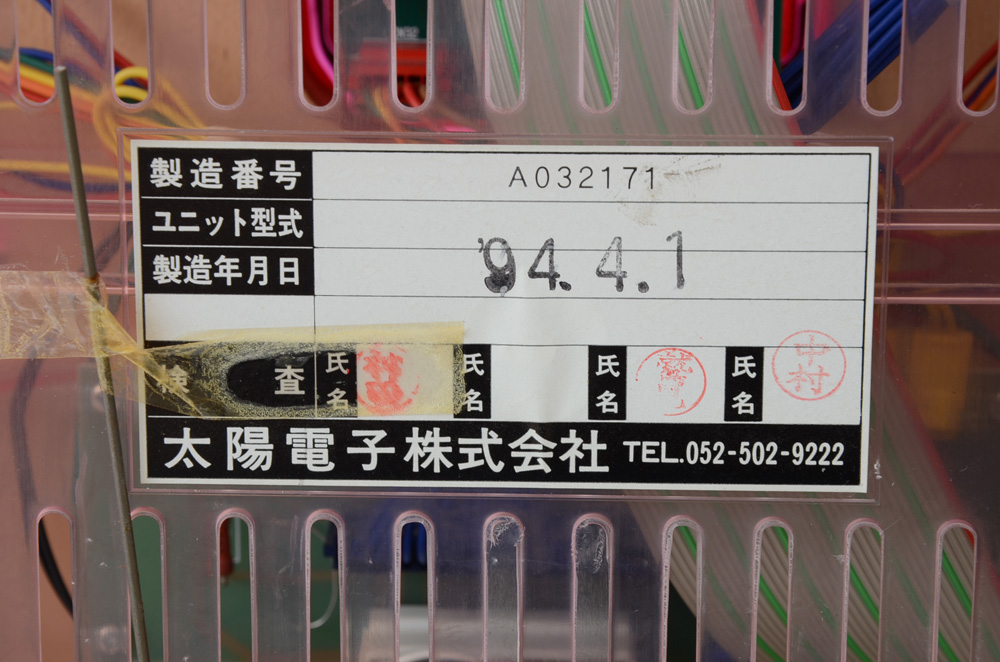 製造番号 A032171
ユニット型式
製造年月日 '94.4.1
検査 氏名 氏名 氏名 氏名 中村
太陽電子株式会社 TEL.052-502-9222